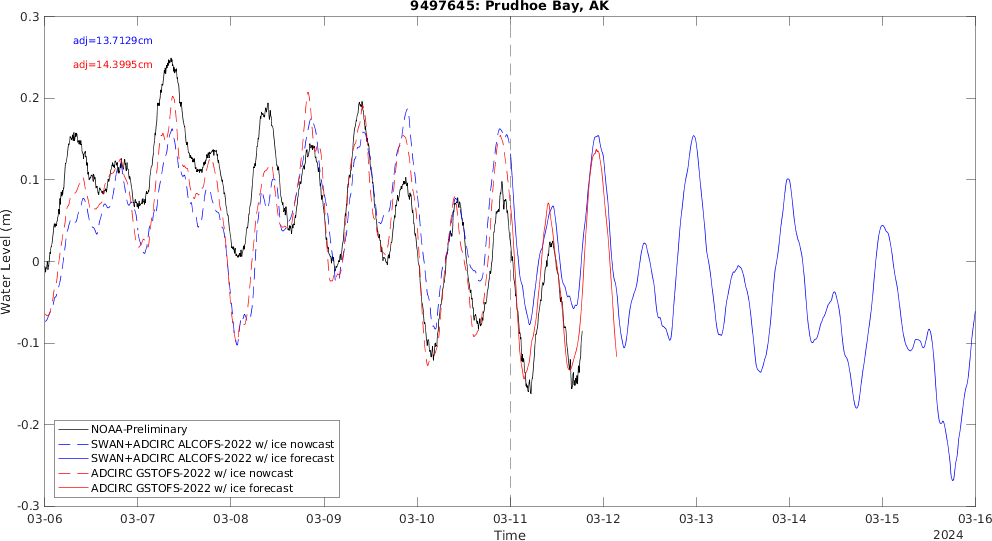 9497645: Prudhoe Bay, AK
adj=13.7129cm
adj=14.3995cm
Water Level (m)
0.3
0.2
0.1
0
-0.1
-0.2
-0.3
NOAA-Preliminary
SWAN+ADCIRC ALCOFS-2022 w/ ice nowcast
SWAN+ADCIRC ALCOFS-2022 w/ ice forecast
ADCIRC GSTOFS-2022 w/ ice nowcast
ADCIRC GSTOFS-2022 w/ ice forecast
03-06 03-07 03-08 03-09 03-10 03-11 03-12 03-13 03-14 03-15 03-16
Time
2024